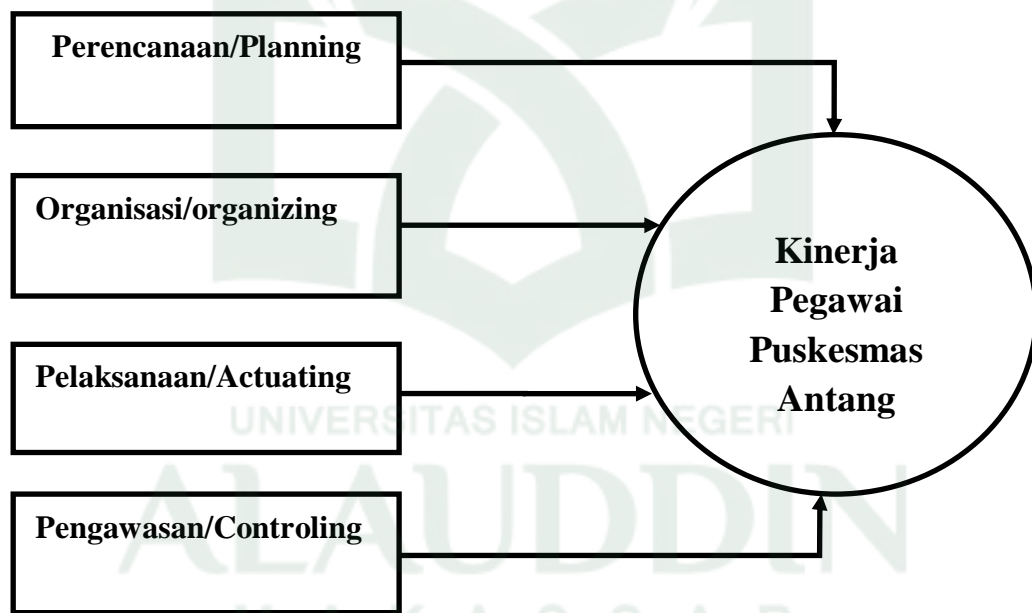 Perencanaan/Planning
Organisasi/organizing
Pelaksanaan/Actuating
Pengawasan/Controling
Kinerja
Pegawai
Puskesmas
Antang
UNIVERSITAS ISLAM NEGERI
ALAUDDIN
M A K A S S A R